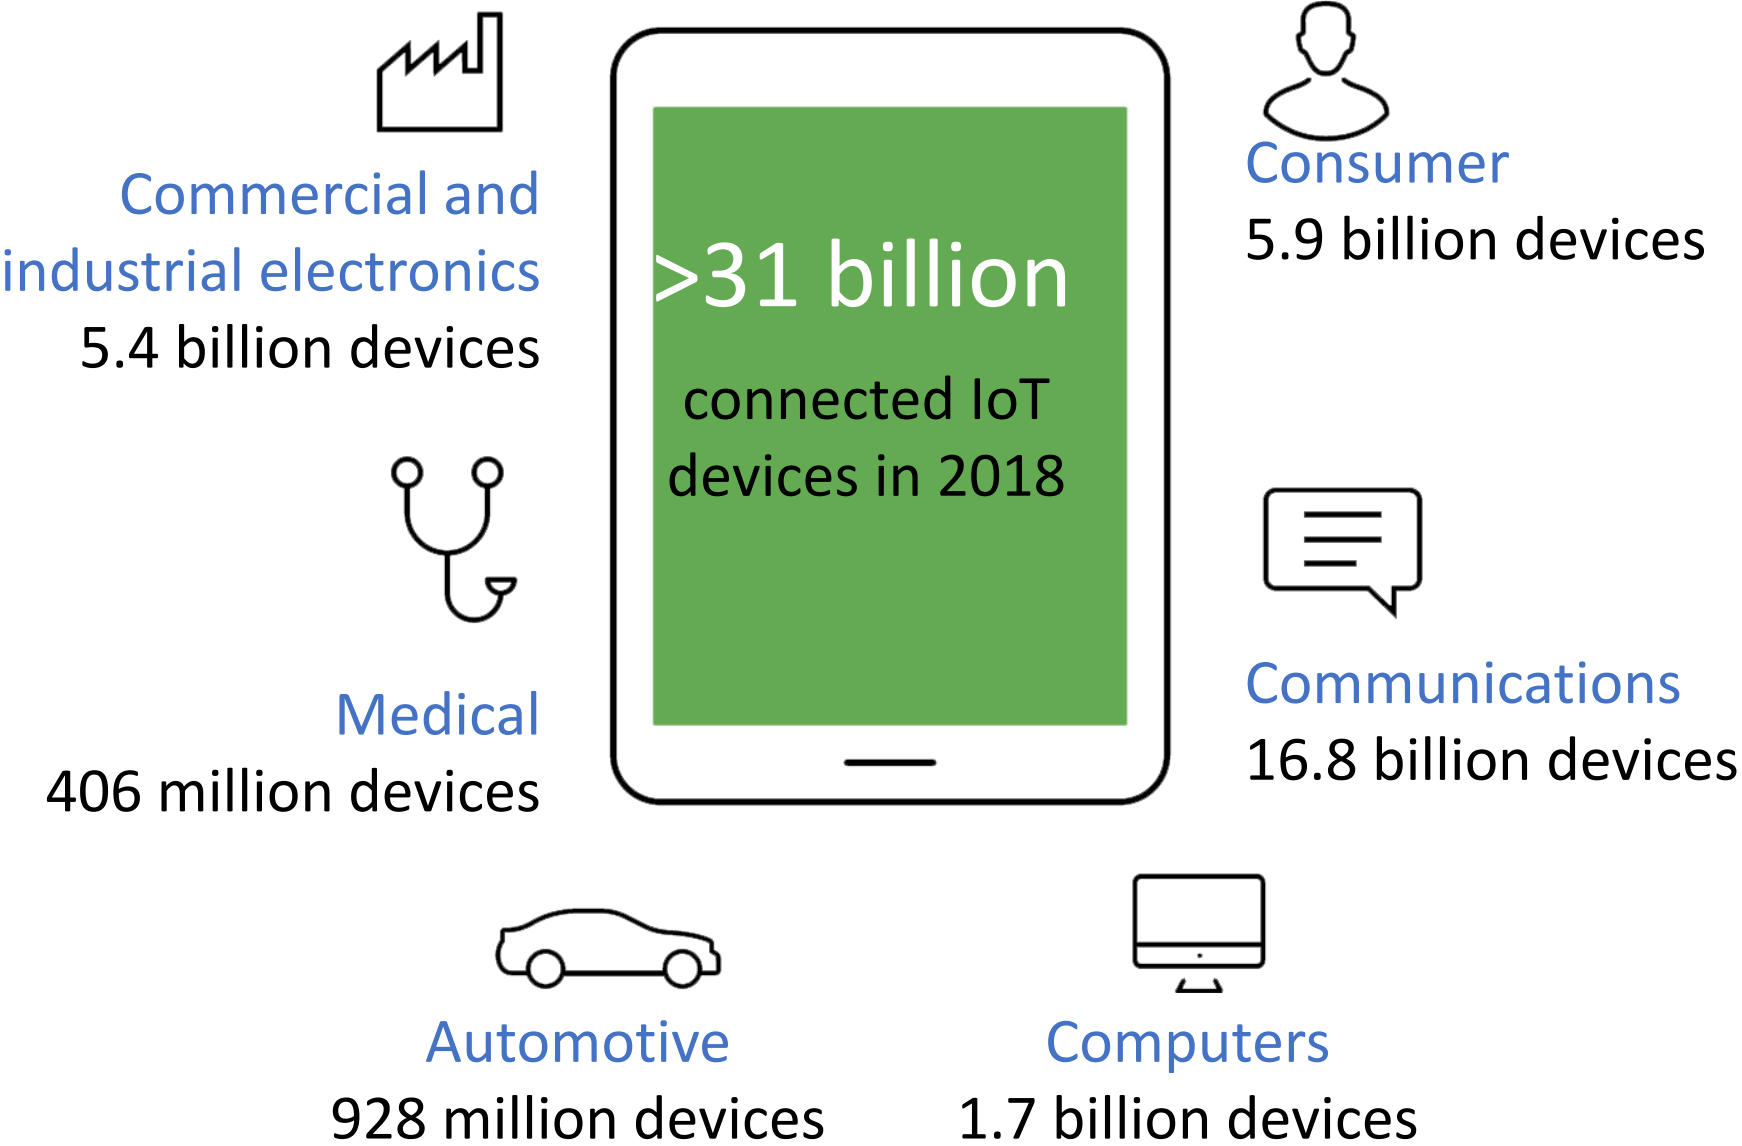 Commercial and
industrial electronics
5.4 billion devices
Medical
406 million devices
>31 billion
connected IoT
devices in 2018
Consumer
5.9 billion devices
Communications
16.8 billion devices
Automotive
928 million devices
Computers
1.7 billion devices